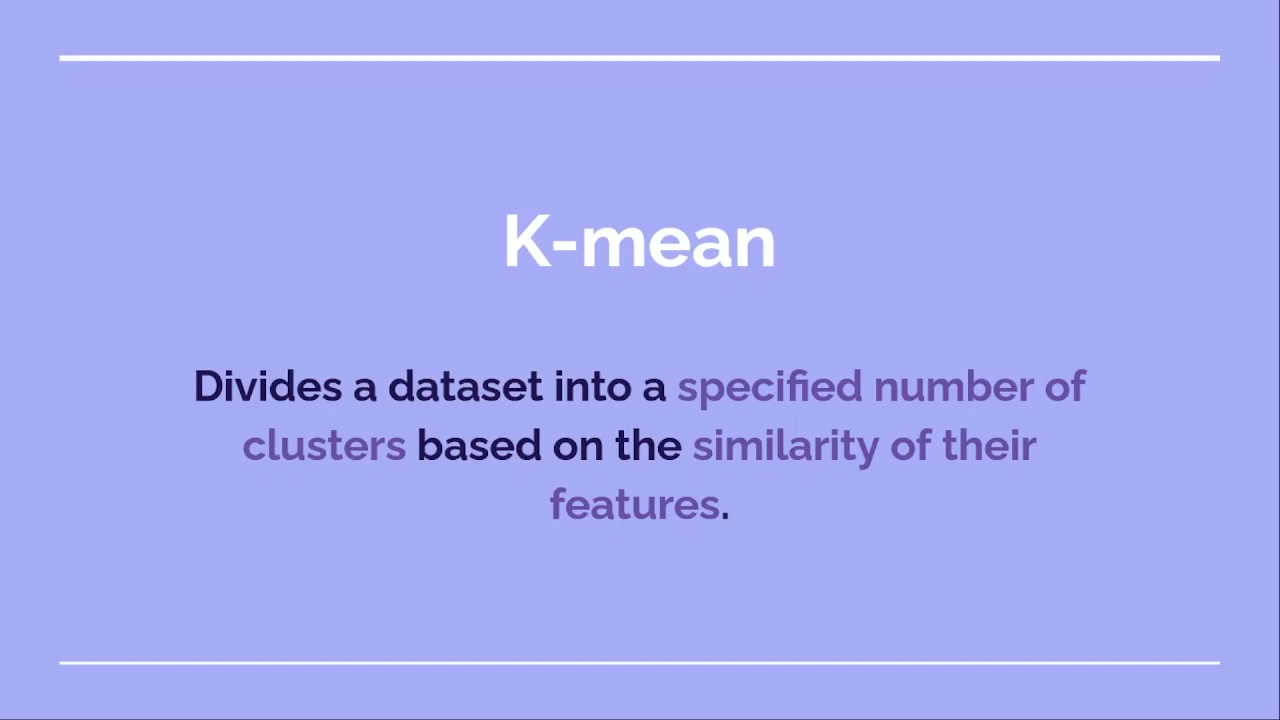 K-mean
Divides a dataset into a specified number of
clusters based on the similarity of their
features.